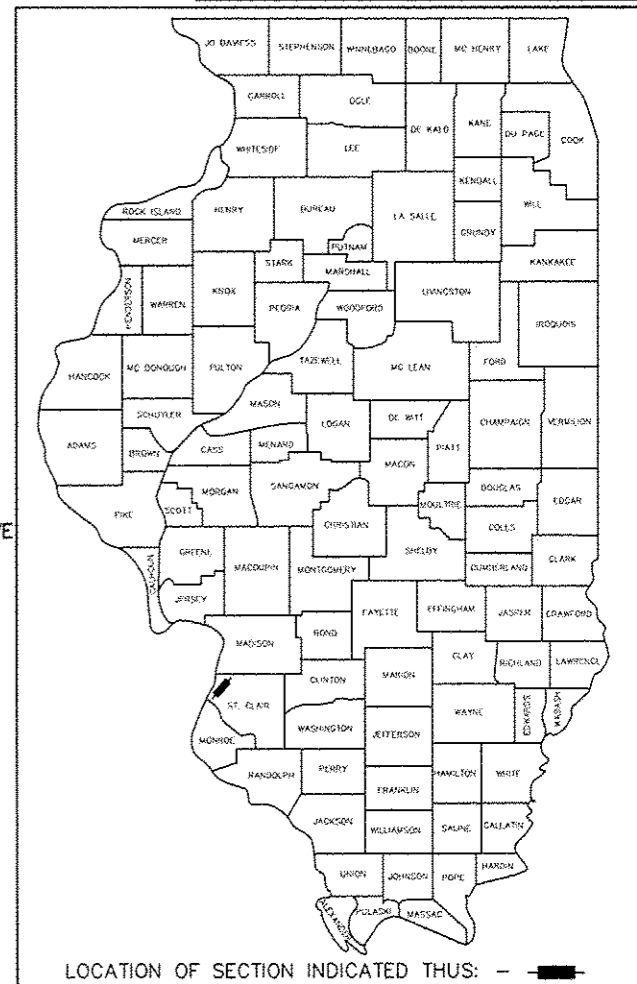 JO DAVIESS STEPHENSON WINNEBAGO BOONE MC HENRY LAKE
CARROLL OGLE
DE KALB KANE DU PAGE COOK
WHITESIDE LEE
KENDALL WILL
ROCK ISLAND HENRY BUREAU LA SALLE GRUNDY
MERCER PUTNAM
STARK MARSHALL KANKAKEE
HENDERSON WARREN KNOX PEORIA WOODFORD LIVINGSTON IROQUOIS
HANCOCK MC DONOUGH FULTON TAZEWELL MC LEAN FORD
MASON
SCHUYLER LOGAN DE WITT CHAMPAIGN VERMILION
ADAMS BROWN CASS MENARD PIATT
MACON
MORGAN SANGAMON DOUGLAS EDGAR
PIKE SCOTT CHRISTIAN MOULTRIE
COLES
GREENE MACOUPIN MONTGOMERY SHELBY
CUMBERLAND CLARK
CALHOUN JERSEY
FAYETTE EFFINGHAM JASPER CRAWFORD
MADISON BOND
CLAY RICHLAND LAWRENCE
CLINTON MARION
ST. CLAIR WAYNE EDWARDS WABASH
WASHINGTON JEFFERSON
MONROE
RANDOLPH PERRY HAMILTON WHITE
FRANKLIN
JACKSON WILLIAMSON SALINE GALLATIN
HARDIN
UNION JOHNSON POPE
ALEXANDER PULASKI MASSAC
LOCATION OF SECTION INDICATED THUS: -